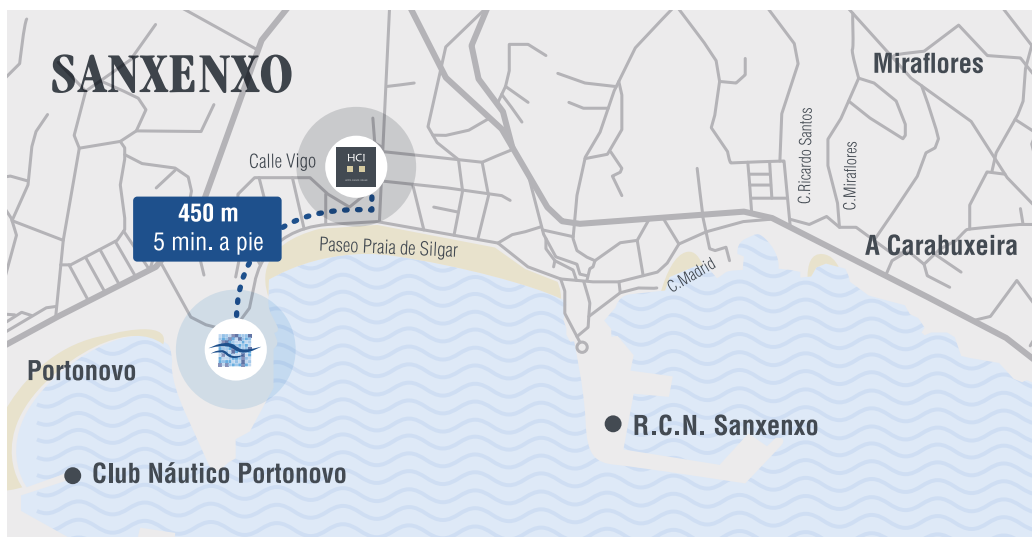 SANXENXO
Miraflores
Calle Vigo
HCI
C.Ricardo Santos
C.Miraflores
450 m
5 min. a pie
Paseo Praia de Silgar
A Carabuxeira
C.Madrid
Portonovo
R.C.N. Sanxenxo
Club Náutico Portonovo